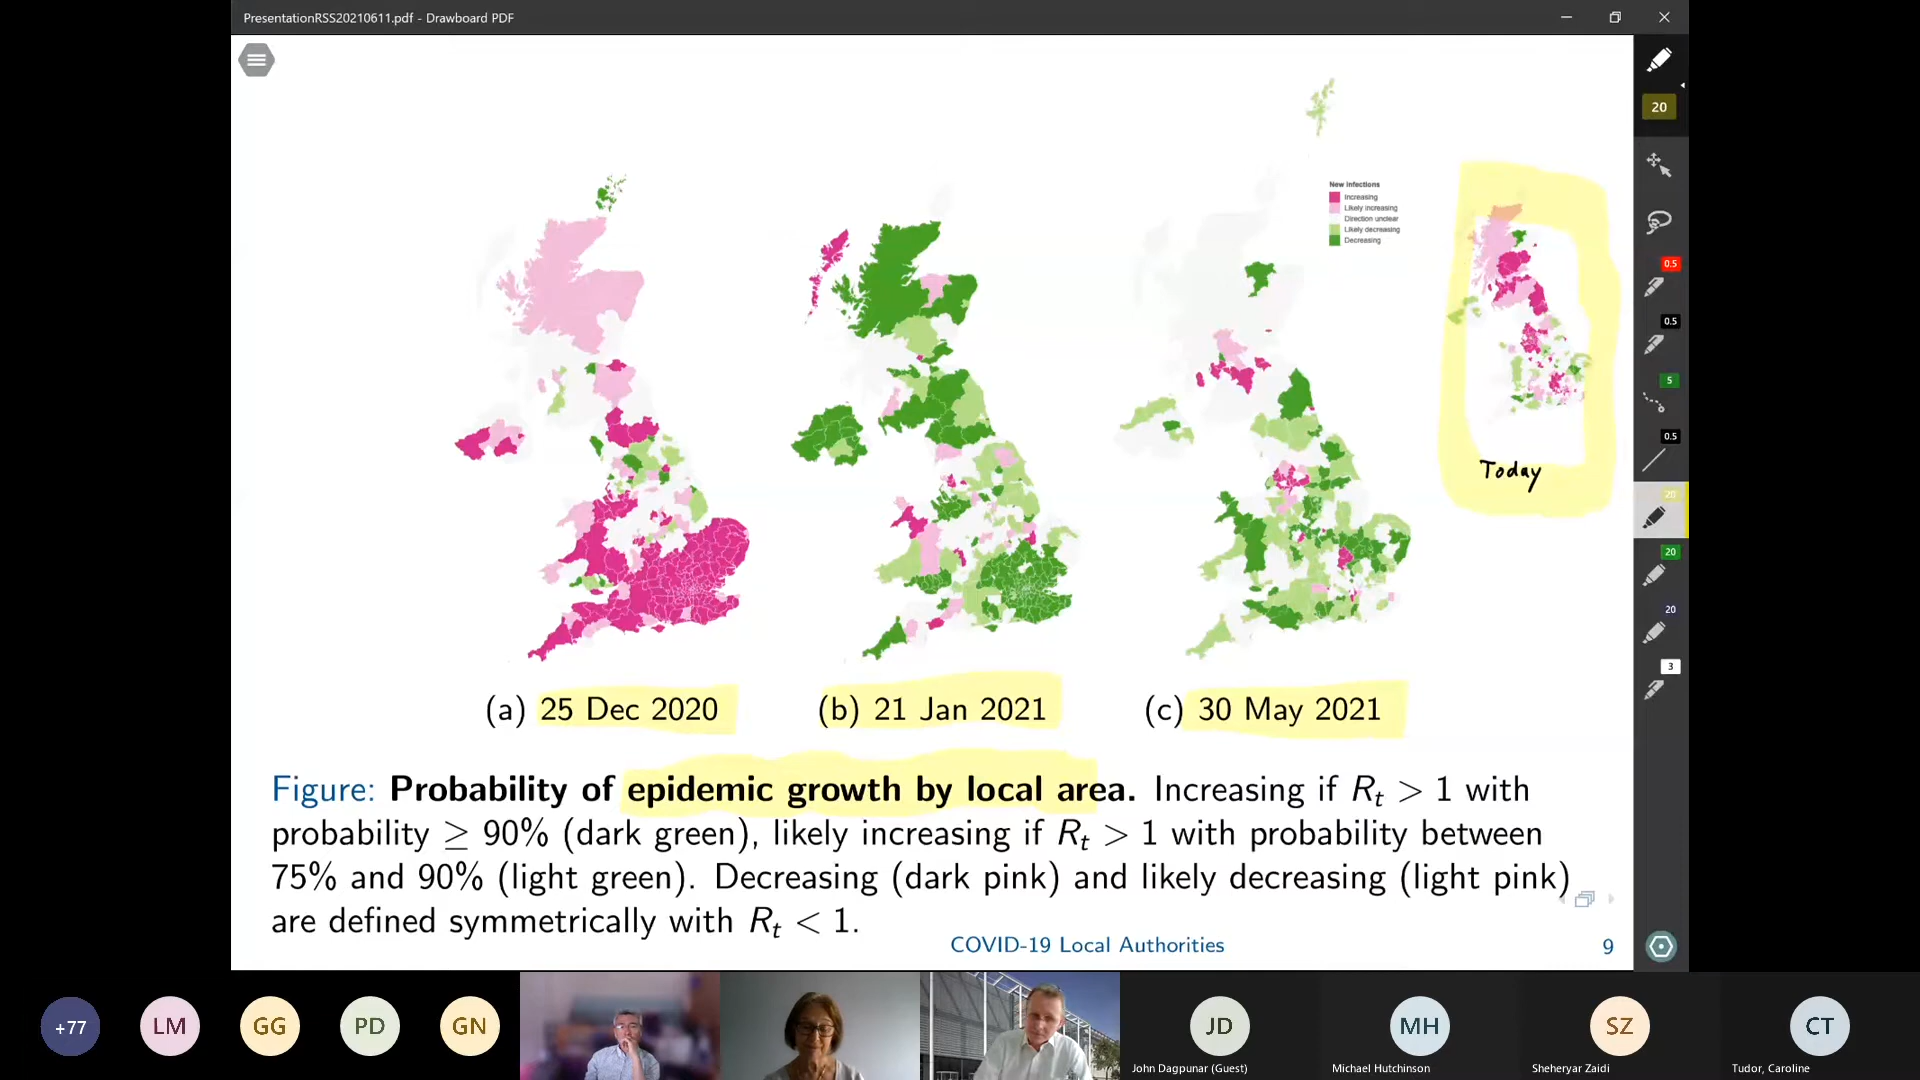 PresentationRSS20210611.pdf - Drawboard PDF
20
New Infections
Increasing
Likely increasing
Direction unclear
Likely decreasing
Decreasing
Today
0.5
0.5
5
0.5
20
20
20
3
(a) 25 Dec 2020
(b) 21 Jan 2021
(c) 30 May 2021
Figure: Probability of epidemic growth by local area. Increasing if Rt > 1 with
probability ≥ 90% (dark green), likely increasing if Rt > 1 with probability between
75% and 90% (light green). Decreasing (dark pink) and likely decreasing (light pink)
are defined symmetrically with Rt < 1.
COVID-19 Local Authorities
9
+77
LM
GG
PD
GN
JD
John Dagpunar (Guest)
MH
Michael Hutchinson
SZ
Sheheryar Zaidi
CT
Tudor, Caroline